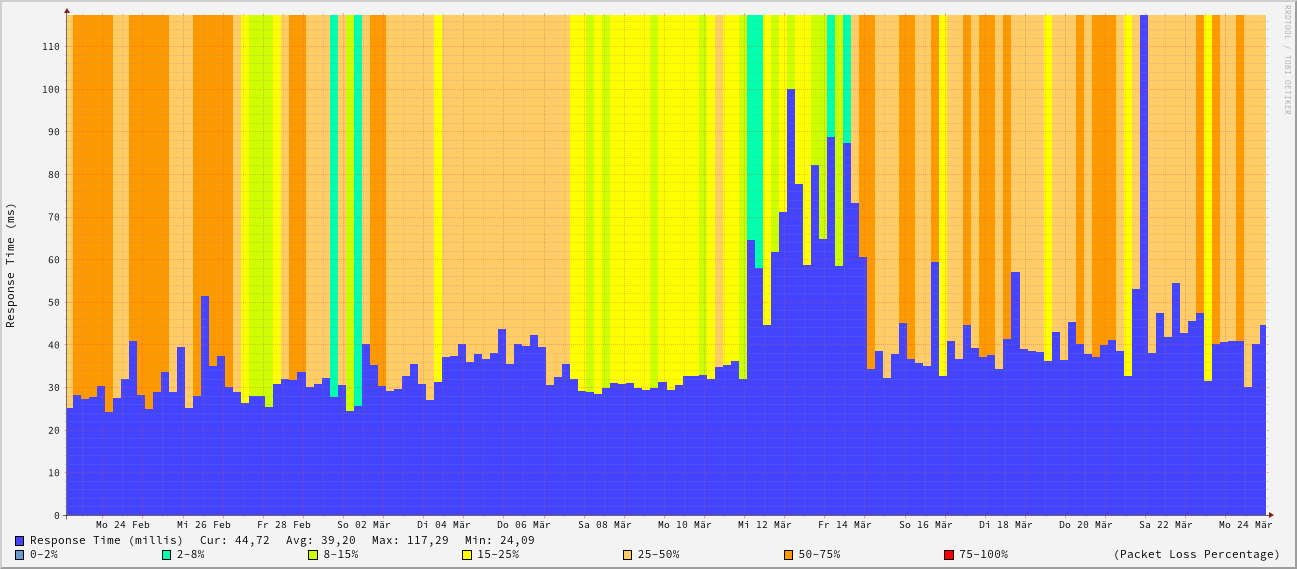 RRDTOOL / TOBI OETIKER
Response Time (ms)
110
100
90
80
70
60
50
40
30
20
10
0
Mo 24 Feb Mi 26 Feb Fr 28 Feb So 02 Mär Di 04 Mär Do 06 Mär Sa 08 Mär Mo 10 Mär Mi 12 Mär Fr 14 Mär So 16 Mär Di 18 Mär Do 20 Mär Sa 22 Mär Mo 24 Mär
Response Time (millis) Cur: 44,72 Avg: 39,20 Max: 117,29 Min: 24,09
0-2% 2-8% 8-15% 15-25% 25-50% 50-75% 75-100% (Packet Loss Percentage)